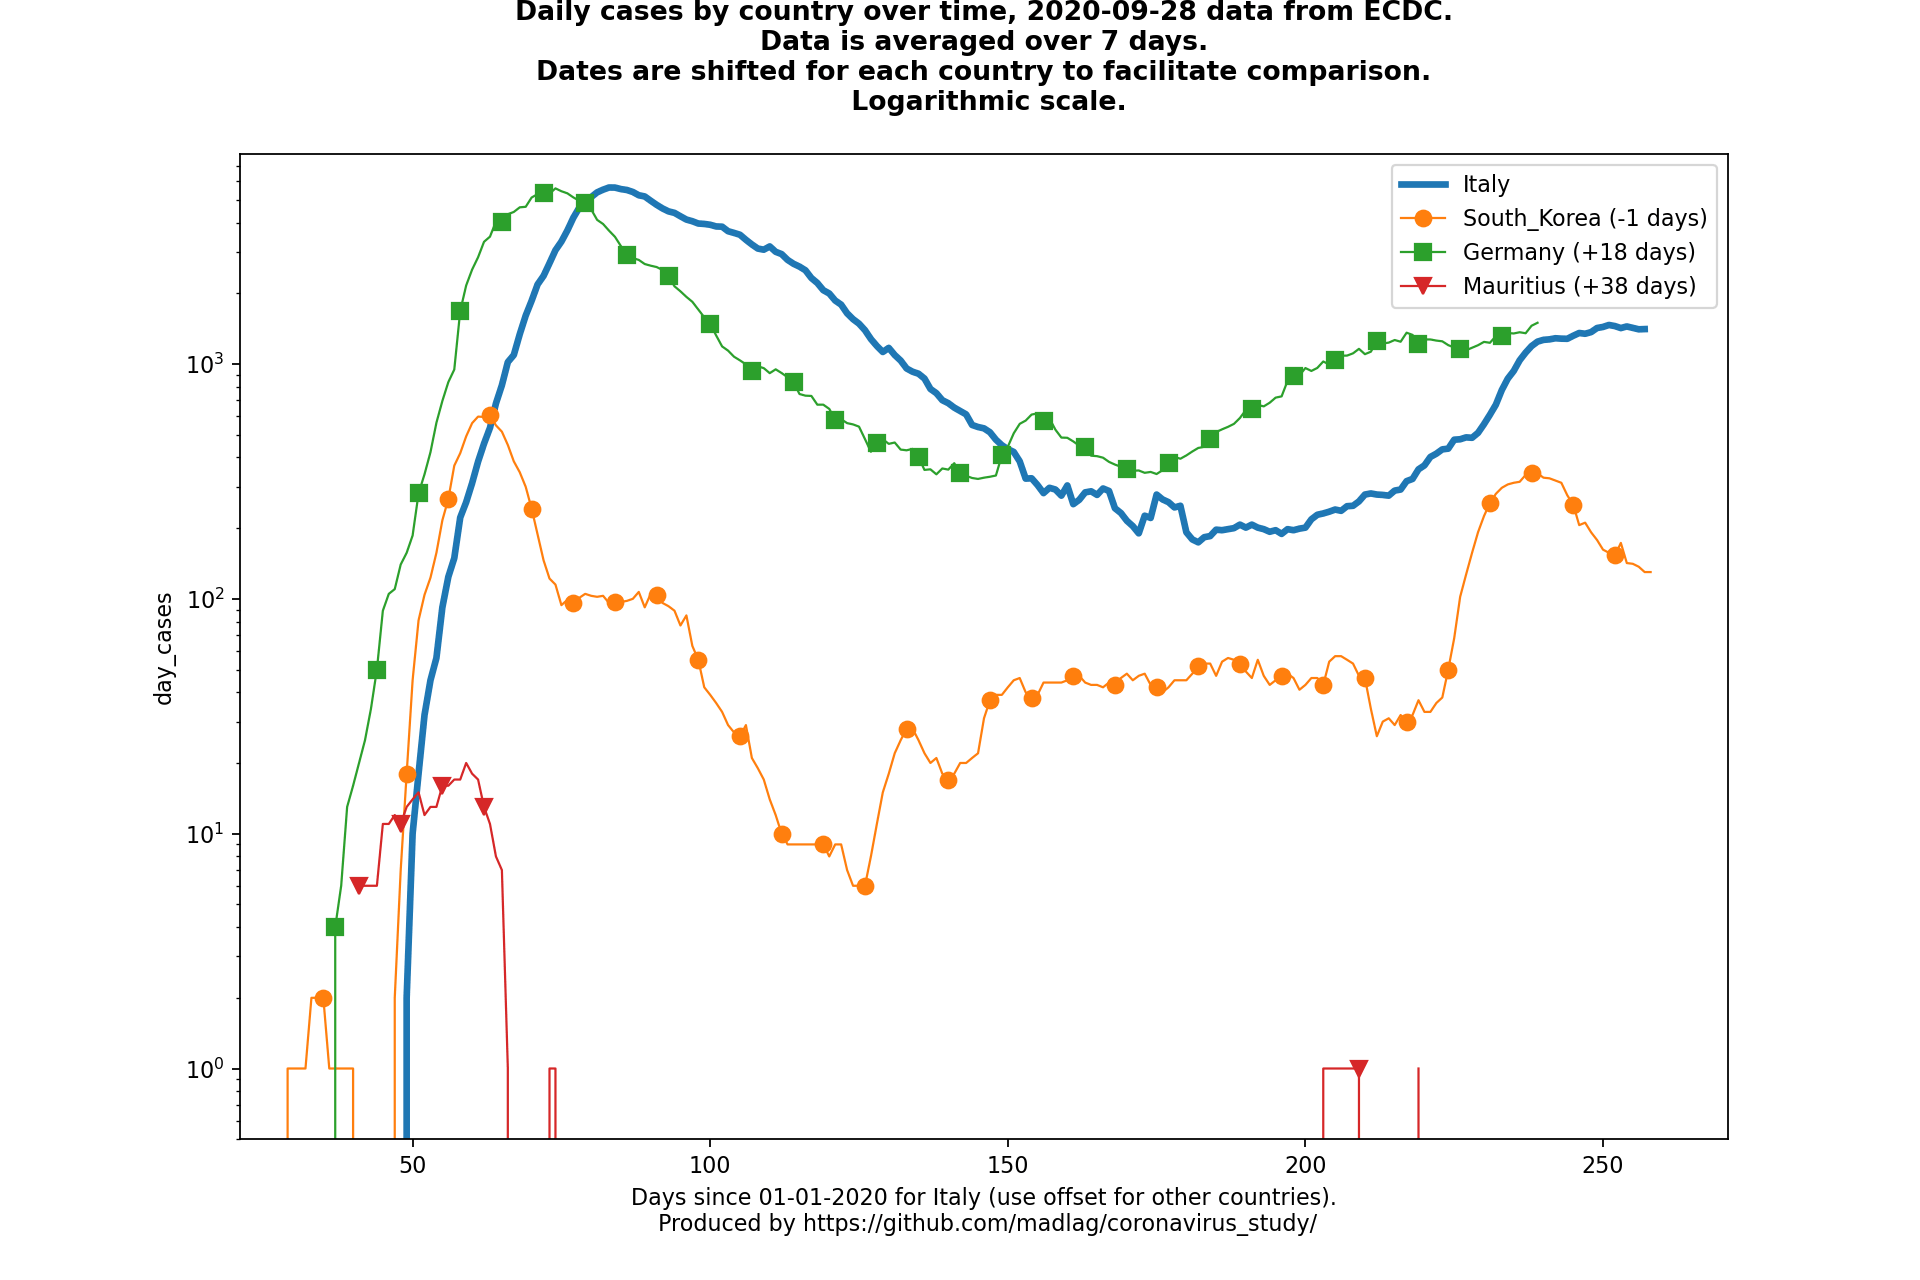 Daily cases by country over time, 2020-09-28 data from ECDC.
Data is averaged over 7 days.
Dates are shifted for each country to facilitate comparison.
Logarithmic scale.
Italy
South_Korea (-1 days)
Germany (+18 days)
Mauritius (+38 days)
day_cases
10³
10²
10¹
10⁰
50 100 150 200 250
Days since 01-01-2020 for Italy (use offset for other countries).
Produced by https://github.com/madlag/coronavirus_study/